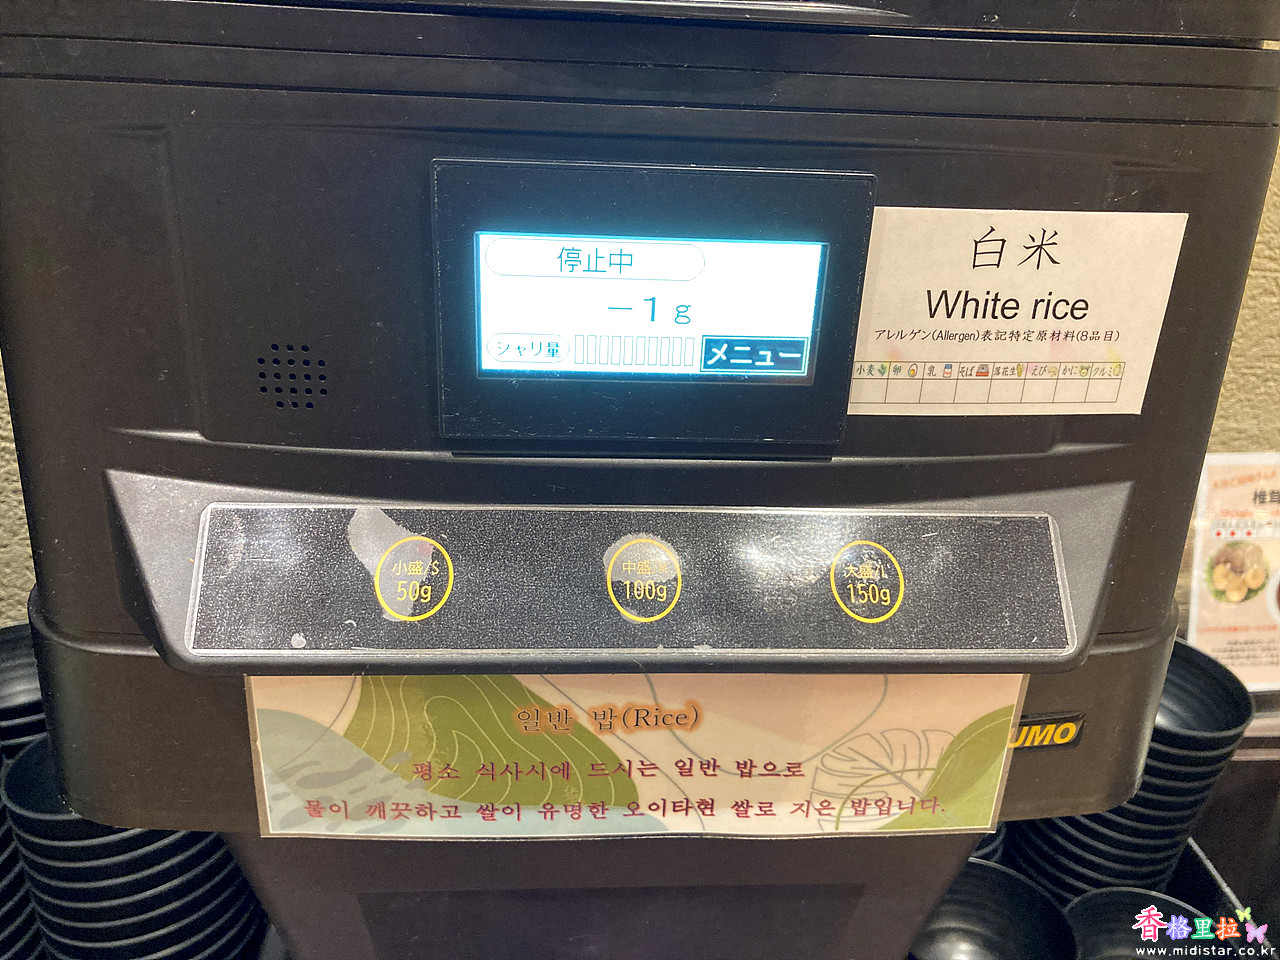 停止中
－1g
シャリ量
メニュー
白米
White rice
アレルゲン(Allergen)表記特定原材料(8品目)
小麦 卵 乳 そば 落花生 えび かに クルミ
小盛/S
50g
中盛
100g
大盛/L
150g
일반 밥(Rice)
평소 식사시에 드시는 일반 밥으로
물이 깨끗하고 쌀이 유명한 오이타현 쌀로 지은 밥입니다.
UMO
香格里拉
www.midistar.co.kr